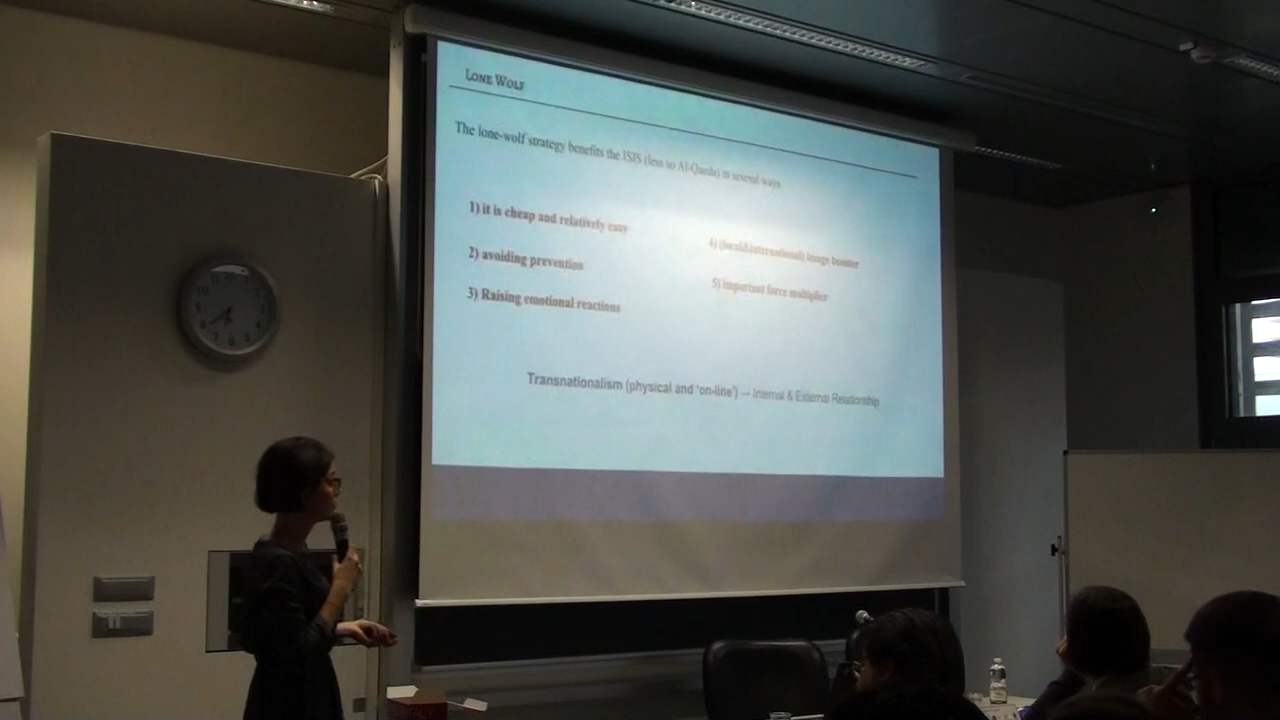 LONE WOLF
The lone-wolf strategy benefits the ISIS (less so Al-Qaeda) in several ways
1) it is cheap and relatively easy
2) avoiding prevention
3) Raising emotional reactions
4) (local&international) image booster
5) important force multiplier
Transnationalism (physical and 'on-line') → Internal & External Relationship